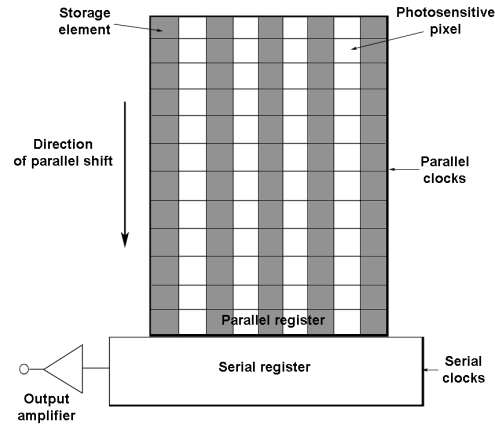 Storage
element
Photosensitive
pixel
Direction
of parallel shift
Parallel
clocks
Parallel register
Serial register
Serial
clocks
Output
amplifier